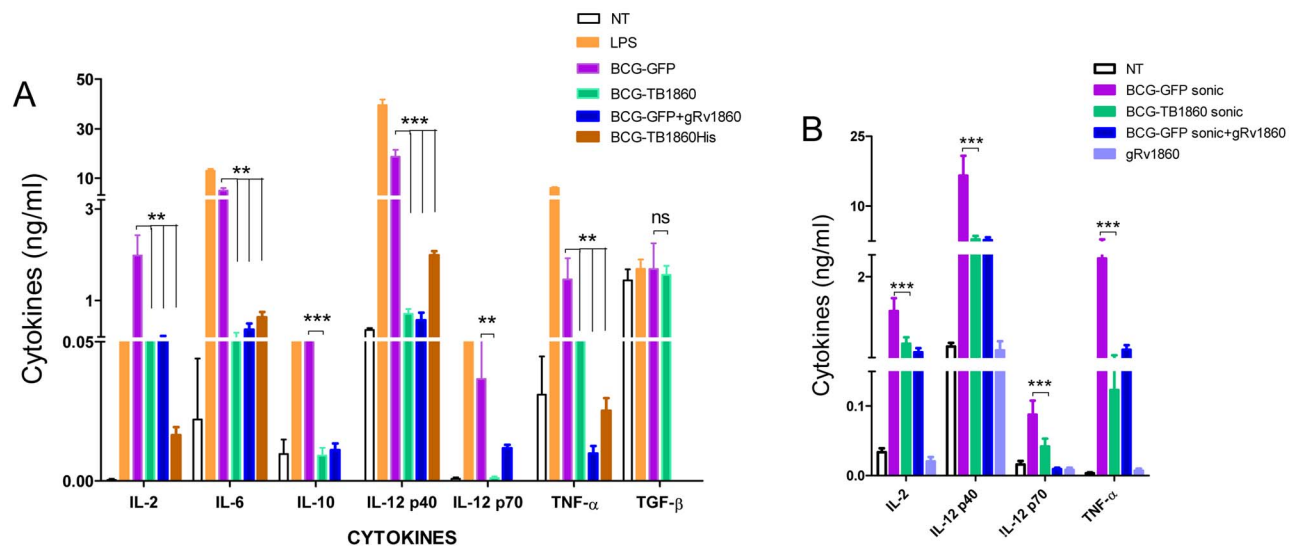 A
NT
LPS
BCG-GFP
BCG-TB1860
BCG-GFP+gRv1860
BCG-TB1860His
Cytokines (ng/ml)
50
30
10
3
1
0.05
0.00
**
**
***
***
**
**
ns
IL-2
IL-6
IL-10
IL-12 p40
IL-12 p70
TNF-α
TGF-β
CYTOKINES
B
NT
BCG-GFP sonic
BCG-TB1860 sonic
BCG-GFP sonic+gRv1860
gRv1860
Cytokines (ng/ml)
25
10
2
0.1
0.0
***
***
***
***
IL-2
IL-12 p40
!L-12 p70
TNF-α